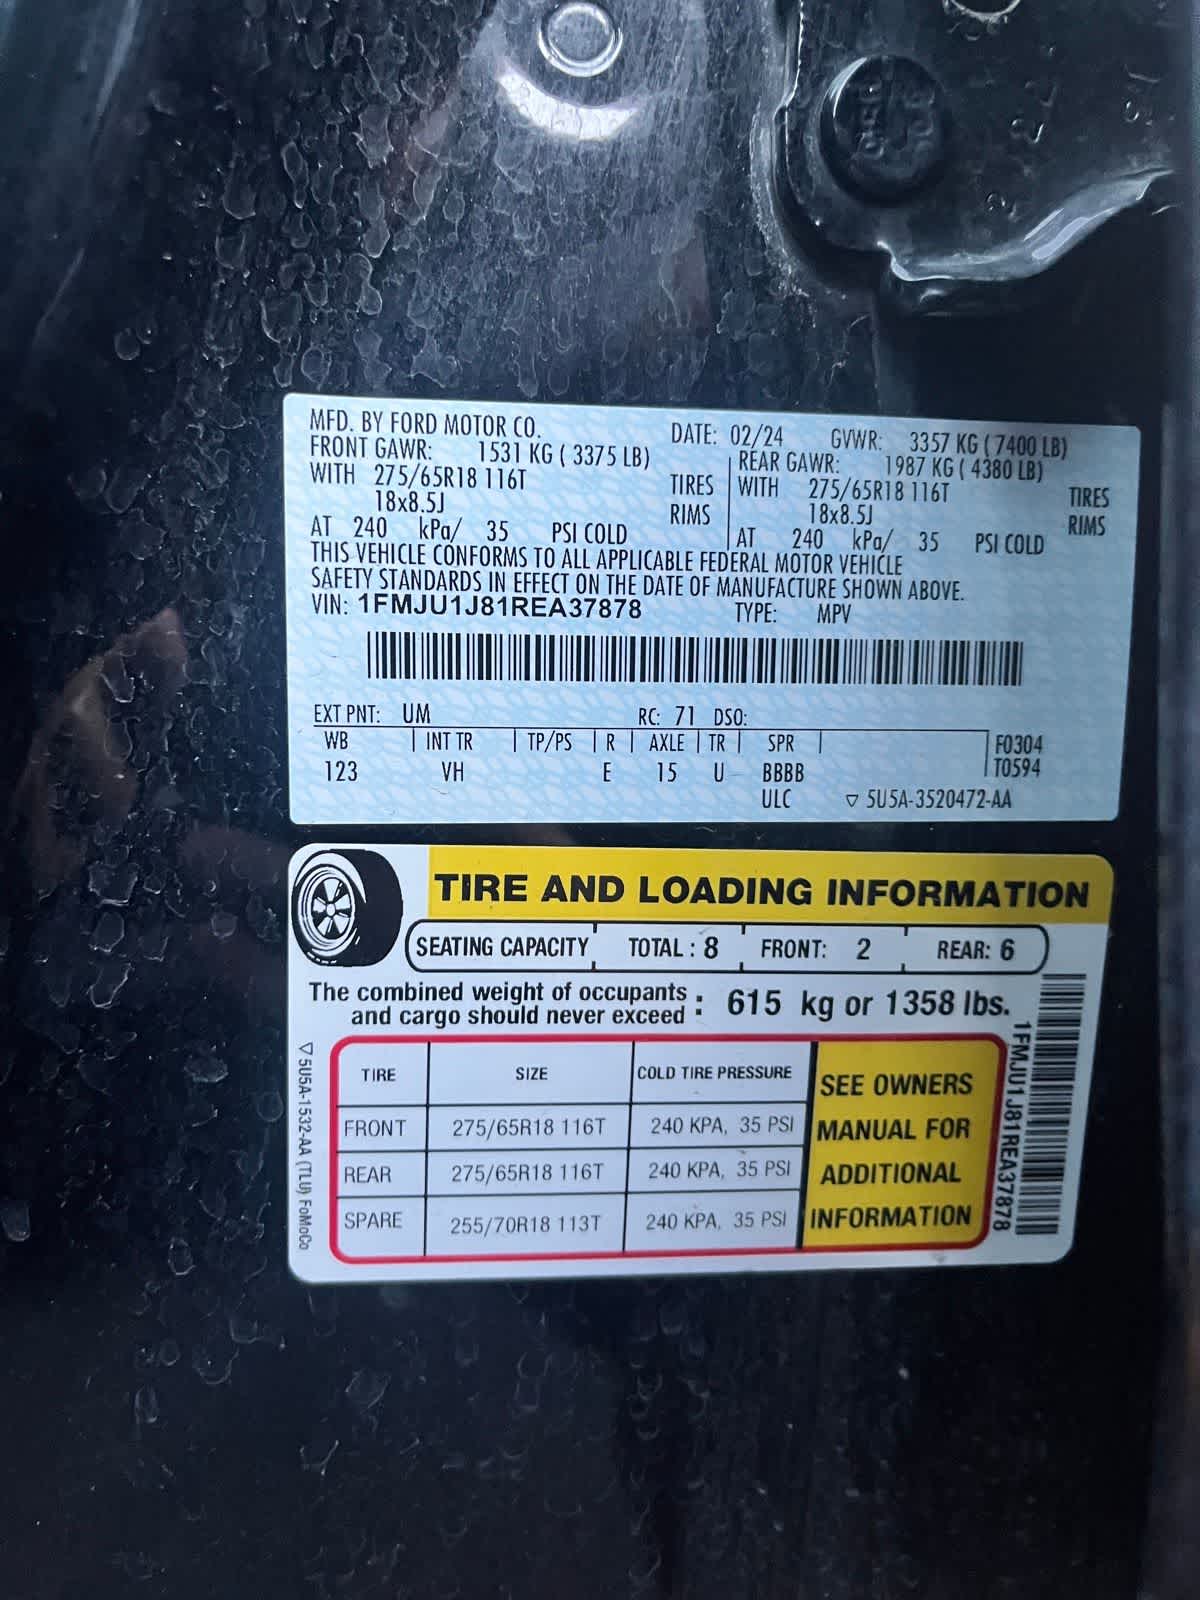 MFD. BY FORD MOTOR CO.
DATE: 02/24 GVWR: 3357 KG ( 7400 LB)
FRONT GAWR: 1531 KG ( 3375 LB) REAR GAWR: 1987 KG ( 4380 LB)
WITH 275/65R18 116T TIRES WITH 275/65R18 116T TIRES
18x8.5J RIMS 18x8.5J RIMS
AT 240 kPa/ 35 PSI COLD AT 240 kPa/ 35 PSI COLD
THIS VEHICLE CONFORMS TO ALL APPLICABLE FEDERAL MOTOR VEHICLE
SAFETY STANDARDS IN EFFECT ON THE DATE OF MANUFACTURE SHOWN ABOVE.
VIN: 1FMJU1J81REA37878 TYPE: MPV
EXT PNT: UM RC: 71 DSO:
WB INT TR TP/PS R AXLE TR SPR F0304
123 VH E 15 U BBBB T0594
ULC ▽ 5U5A-3520472-AA
TIRE AND LOADING INFORMATION
SEATING CAPACITY TOTAL : 8 FRONT: 2 REAR: 6
The combined weight of occupants
and cargo should never exceed : 615 kg or 1358 lbs.
TIRE SIZE COLD TIRE PRESSURE
FRONT 275/65R18 116T 240 KPA, 35 PSI
REAR 275/65R18 116T 240 KPA, 35 PSI
SPARE 255/70R18 113T 240 KPA, 35 PSI
SEE OWNERS
MANUAL FOR
ADDITIONAL
INFORMATION
1FMJU1J81REA37878
▽ 5U5A-1532-AA (TLU) FoMoCo